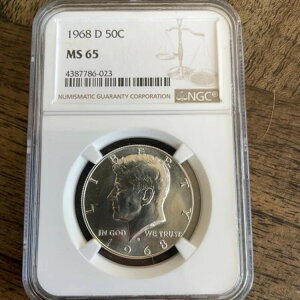 1968 D 50C
MS 65
4387786-023
NUMISMATIC GUARANTY CORPORATION
NGC
LIBERTY
IN GOD WE TRUST
D
1968